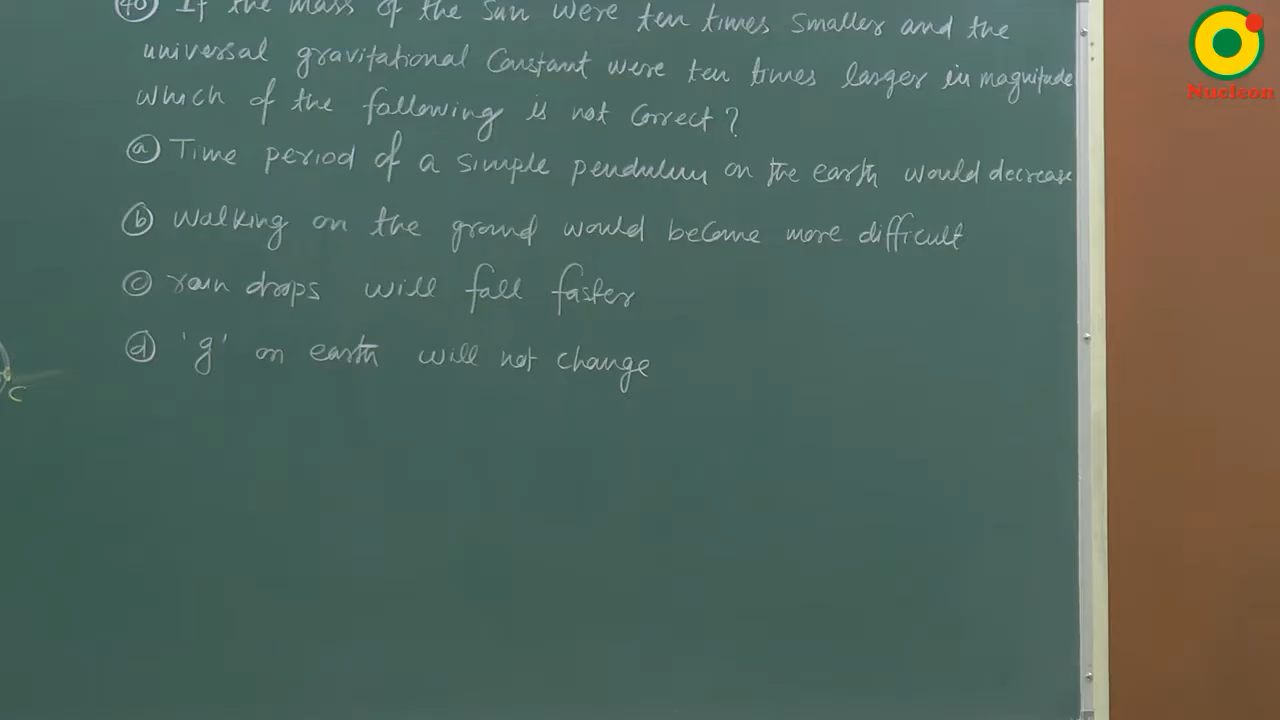 40 If the mass of the Sun were ten times smaller and the
universal gravitational Constant were ten times larger in magnitude
which of the following is not correct?
a Time period of a simple pendulum on the earth would decrease
b walking on the ground would become more difficult
c rain drops will fall faster
d 'g' on earth will not change
C
Nucleon